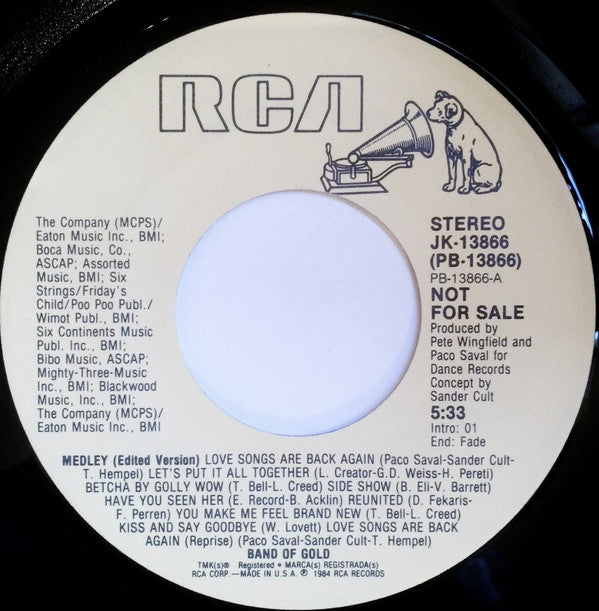 RCA
The Company (MCPS)/
Eaton Music Inc., BMI;
Boca Music, Co.,
ASCAP; Assorted
Music, BMI; Six
Strings/Friday's
Child/Poo Poo Publ./
Wimot Publ., BMI;
Six Continents Music
Publ. Inc., BMI;
Bibo Music, ASCAP;
Mighty-Three-Music
Inc., BMI; Blackwood
Music, Inc., BMI;
The Company (MCPS)/
Eaton Music Inc., BMI
STEREO
JK-13866
(PB-13866)
PB-13866-A
NOT
FOR SALE
Produced by
Pete Wingfield and
Paco Saval for
Dance Records
Concept by
Sander Cult
5:33
Intro: 01
End: Fade
MEDLEY (Edited Version) LOVE SONGS ARE BACK AGAIN (Paco Saval-Sander Cult-
T. Hempel) LET'S PUT IT ALL TOGETHER (L. Creator-G.D. Weiss-H. Pereti)
BETCHA BY GOLLY WOW (T. Bell-L. Creed) SIDE SHOW (B. Eli-V. Barrett)
HAVE YOU SEEN HER (E. Record-B. Acklin) REUNITED (D. Fekaris-
F. Perren) YOU MAKE ME FEEL BRAND NEW (T. Bell-L. Creed)
KISS AND SAY GOODBYE (W. Lovett) LOVE SONGS ARE BACK
AGAIN (Reprise) (Paco Saval-Sander Cult-T. Hempel)
BAND OF GOLD
TMK(s)® Registered • MARCA(s) REGISTRADA(s)
RCA CORP.—MADE IN U.S.A. ℗ 1984 RCA RECORDS